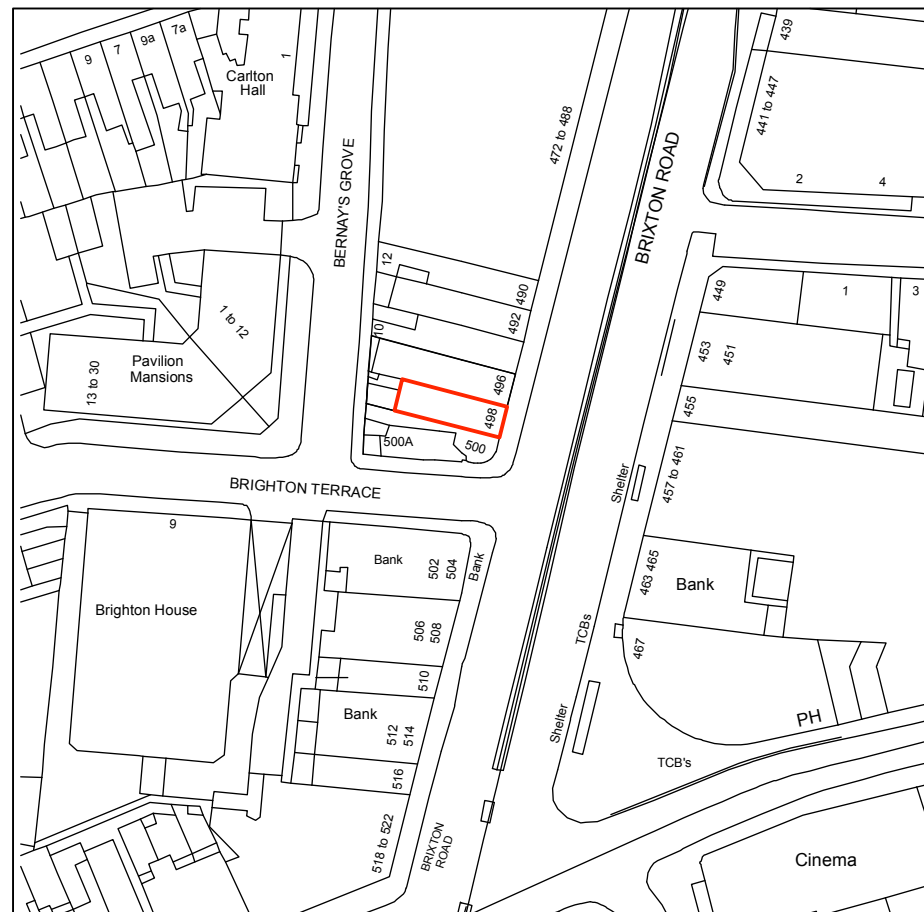 9
7
9a
7a
Carlton
Hall
1
BERNAY'S GROVE
472 to 488
BRIXTON ROAD
439
441 to 447
2
4
12
490
492
10
496
498
500
500A
449
1
3
453
451
455
457 to 461
Shelter
1 to 12
Pavilion
Mansions
13 to 30
BRIGHTON TERRACE
9
Brighton House
Bank
502
504
Bank
506
508
510
Bank
512
514
516
518 to 522
BRIXTON
ROAD
463 465
Bank
TCBs
467
Shelter
TCB's
PH
Cinema